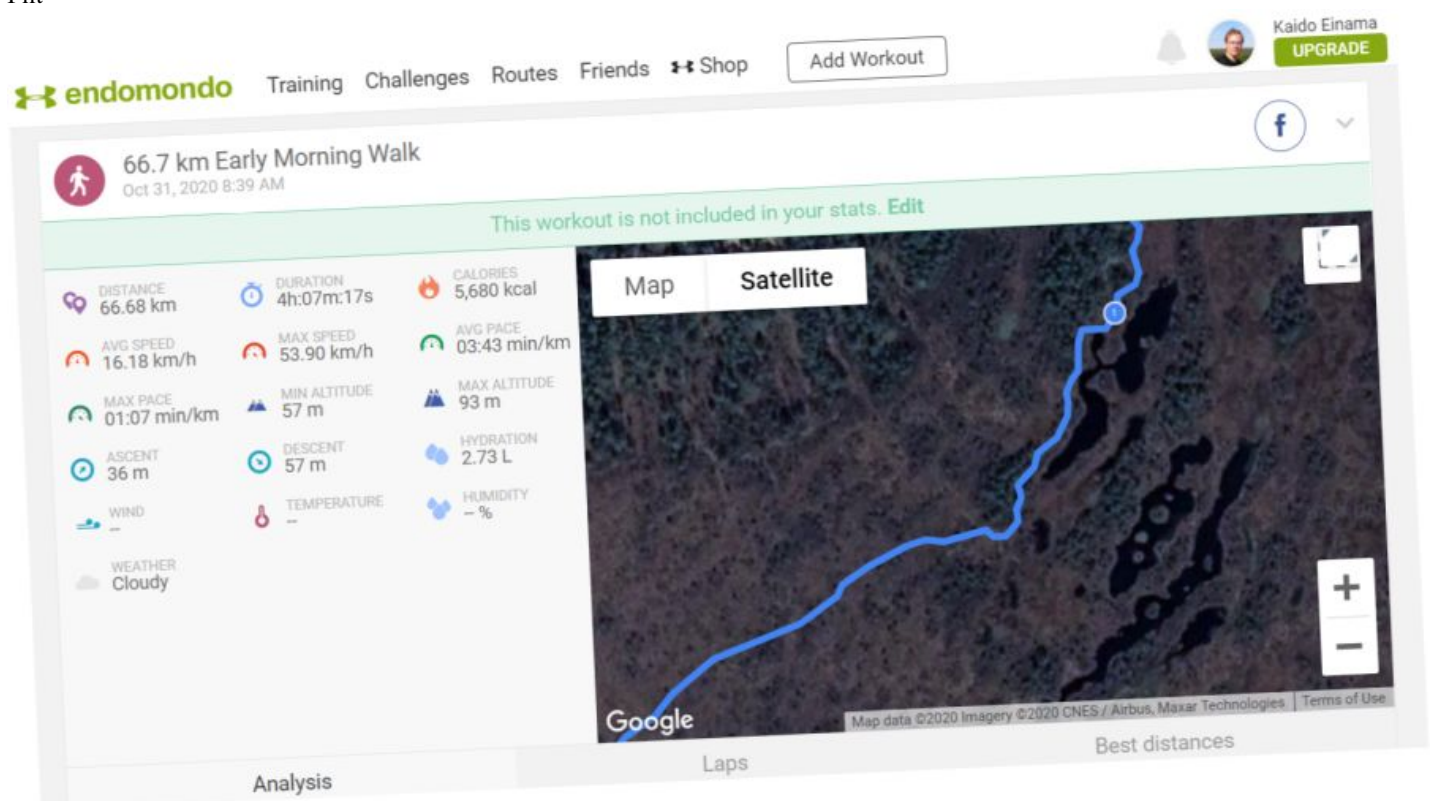 Kaido Einama
endomondo Training Challenges Routes Friends Shop Add Workout UPGRADE
66.7 km Early Morning Walk
Oct 31, 2020 8:39 AM
f
This workout is not included in your stats. Edit
DISTANCE DURATION CALORIES
66.68 km 4h:07m:17s 5,680 kcal
AVG SPEED MAX SPEED AVG PACE
16.18 km/h 53.90 km/h 03:43 min/km
MAX PACE MIN ALTITUDE MAX ALTITUDE
01:07 min/km 57 m 93 m
ASCENT DESCENT HYDRATION
36 m 57 m 2.73 L
WIND TEMPERATURE HUMIDITY
-- -- -- %
WEATHER
Cloudy
Map Satellite
1
+
−
Google Map data ©2020 Imagery ©2020 CNES / Airbus, Maxar Technologies Terms of Use
Analysis Laps Best distances